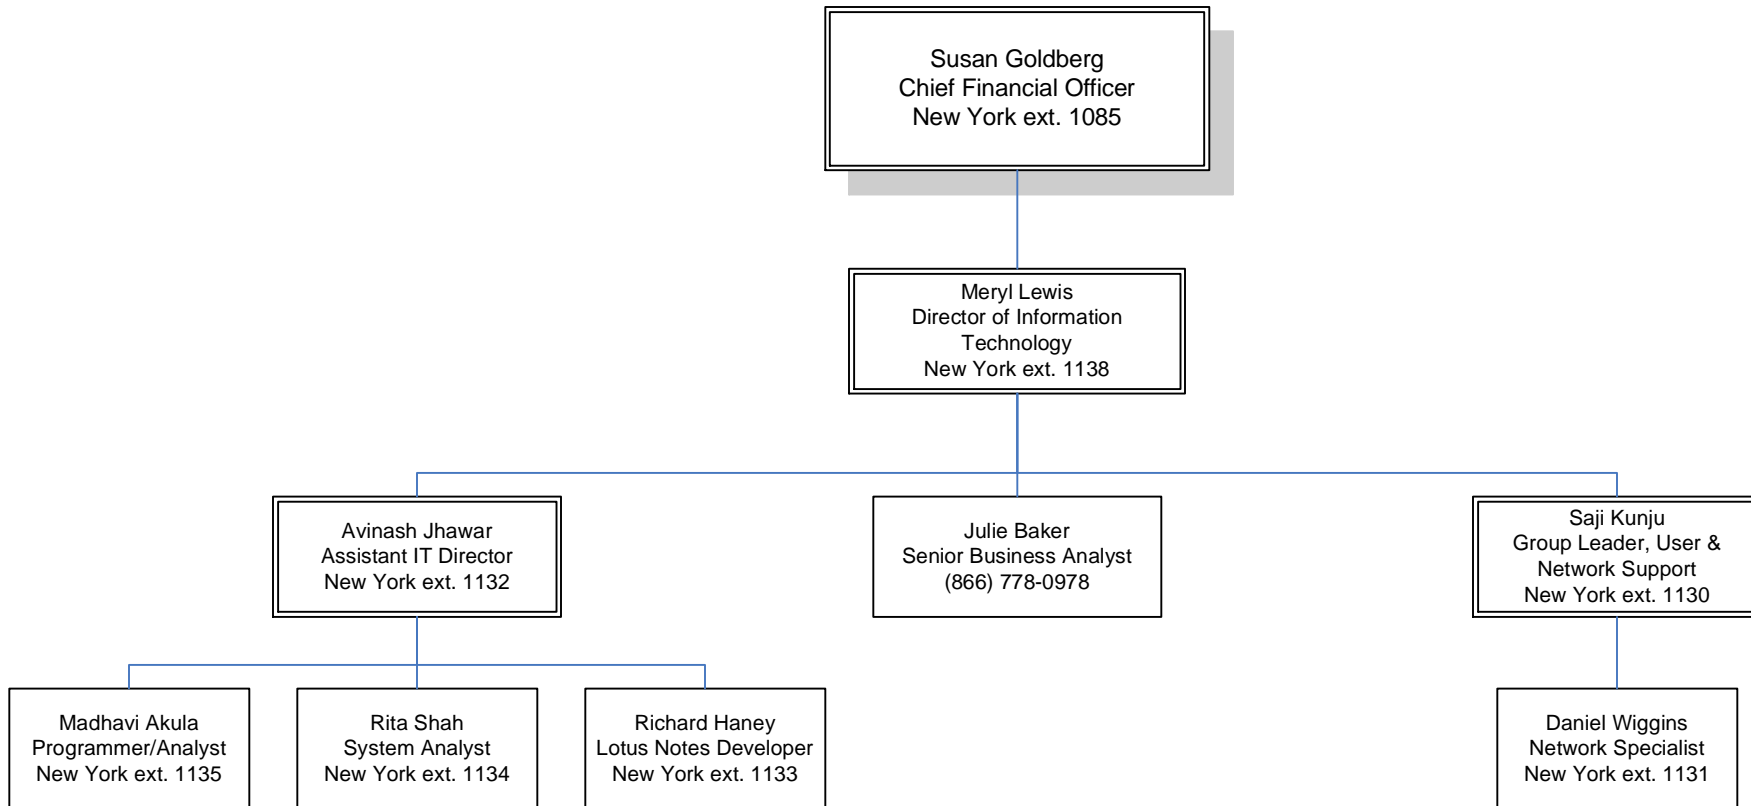 Susan Goldberg
Chief Financial Officer
New York ext. 1085
Meryl Lewis
Director of Information
Technology
New York ext. 1138
Avinash Jhawar
Assistant IT Director
New York ext. 1132
Julie Baker
Senior Business Analyst
(866) 778-0978
Saji Kunju
Group Leader, User &
Network Support
New York ext. 1130
Madhavi Akula
Programmer/Analyst
New York ext. 1135
Rita Shah
System Analyst
New York ext. 1134
Richard Haney
Lotus Notes Developer
New York ext. 1133
Daniel Wiggins
Network Specialist
New York ext. 1131